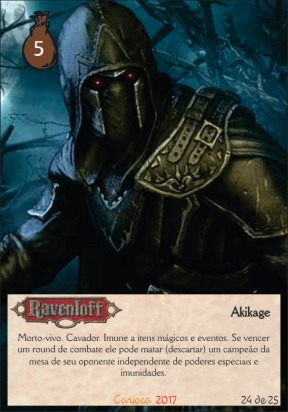 5
Ravenloft
Akikage
Morto-vivo. Cavador. Imune a itens mágicos e eventos. Se vencer
um round de combate ele pode matar (descartar) um campeão da
mesa de seu oponente independente de poderes especiais e
imunidades.
Carioca 2017
24 de 25